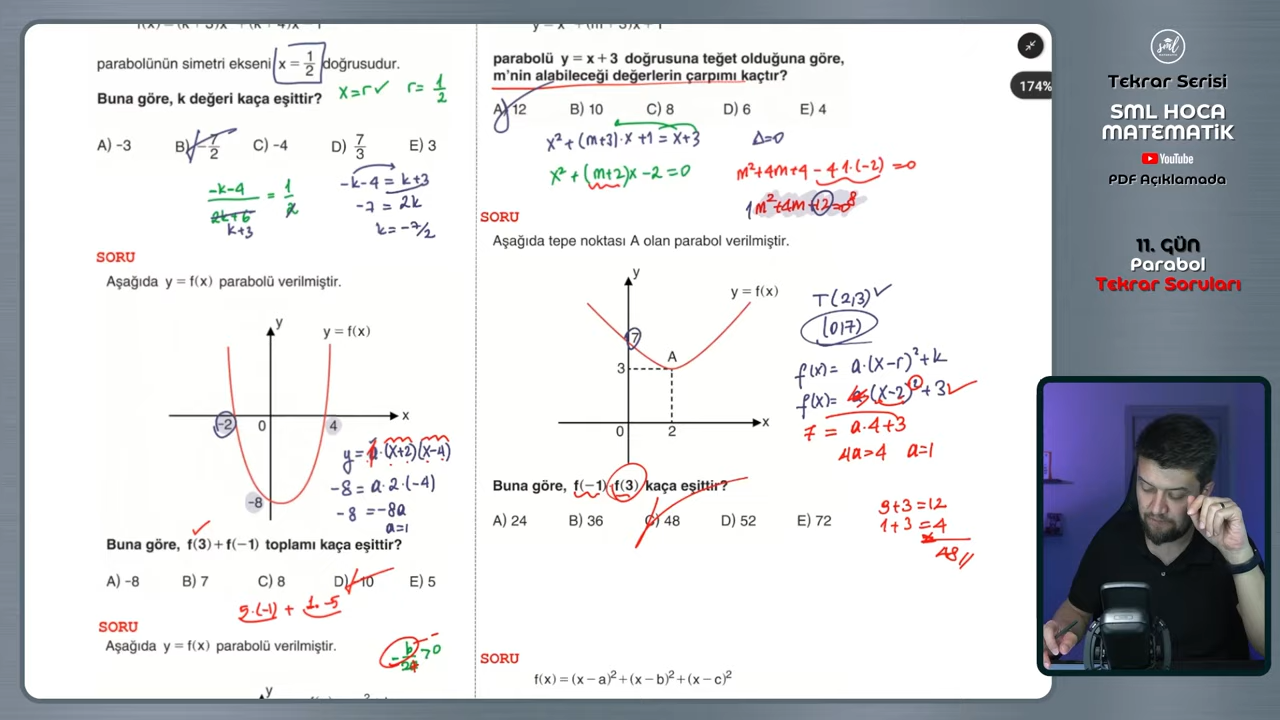 parabolünün simetri ekseni x = 1/2 doğrusudur.
Buna göre, k değeri kaça eşittir?
x=r✓ r= 1/2
A) -3 B) -7/2 C) -4 D) 7/3 E) 3
-k-4 / 2k+6 = 1/2
k+3
-k-4 = k+3
-7 = 2k
k= -7/2
SORU
Aşağıda y = f(x) parabolü verilmiştir.
y
y = f(x)
-2 0 4 x
-8
y = a·(x+2)(x-4)
-8 = a·2·(-4)
-8 = -8a
a=1
Buna göre, f(3) + f(−1) toplamı kaça eşittir?
A) -8 B) 7 C) 8 D) -10 E) 5
5·(-1) + 1·-5
SORU
Aşağıda y = f(x) parabolü verilmiştir.
y
parabolü y = x + 3 doğrusuna teğet olduğuna göre,
m'nin alabileceği değerlerin çarpımı kaçtır?
A) 12 B) 10 C) 8 D) 6 E) 4
x²+(m+3)·x+1=x+3 Δ=0
x²+(m+2)x-2=0
m²+4m+4-4·1·(-2)=0
m²+4m+12=0
SORU
Aşağıda tepe noktası A olan parabol verilmiştir.
y
y = f(x)
7
A
3
0 2 x
T(2,3)✓
(0,7)
f(x)= a·(x-r)²+k
f(x)= a·(x-2)²+3✓
7 = a·4+3
4a=4 a=1
Buna göre, f(−1)·f(3) kaça eşittir?
A) 24 B) 36 C) 48 D) 52 E) 72
9+3=12
1+3=4
48//
SORU
f(x) = (x − a)² + (x − b)² + (x − c)²
174%
sml
Tekrar Serisi
SML HOCA
MATEMATİK
YouTube
PDF Açıklamada
11. GÜN
Parabol
Tekrar Soruları